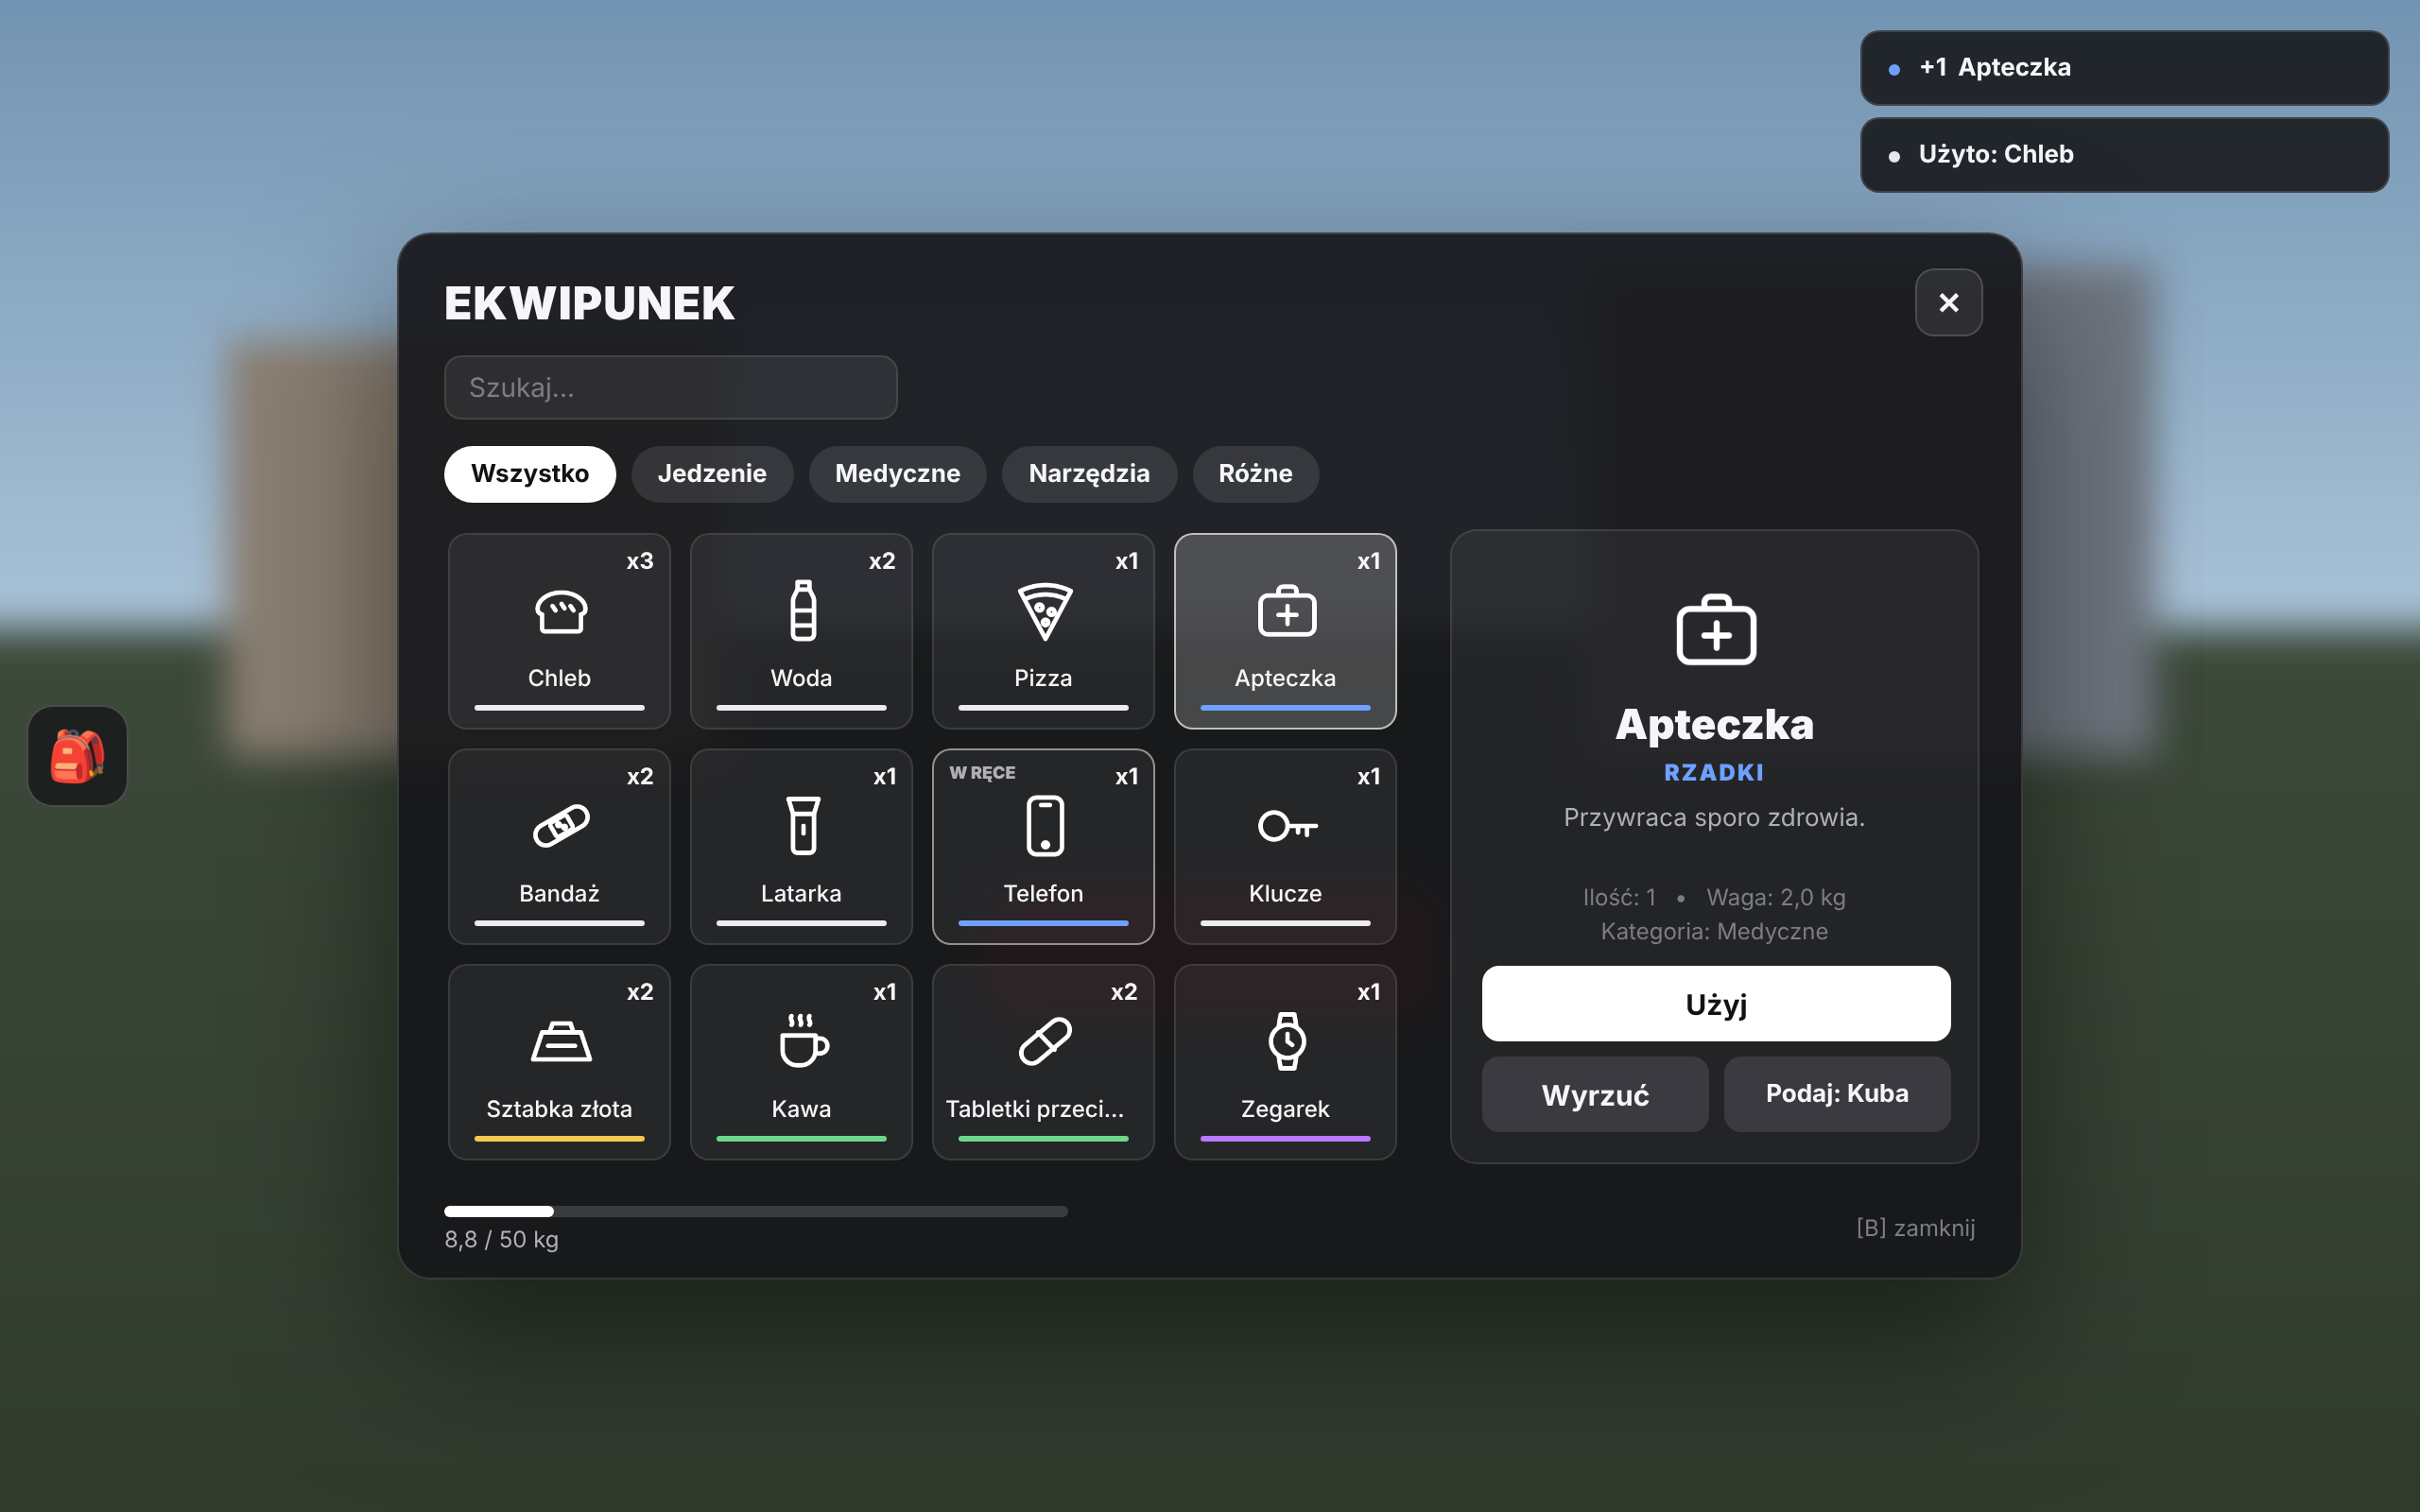 +1 Apteczka
Użyto: Chleb
EKWIPUNEK
Szukaj...
Wszystko Jedzenie Medyczne Narzędzia Różne
x3 x2 x1 x1
Chleb Woda Pizza Apteczka
x2 x1 W RĘCE x1 x1
Bandaż Latarka Telefon Klucze
x2 x1 x2 x1
Sztabka złota Kawa Tabletki przeci... Zegarek
Apteczka
RZADKI
Przywraca sporo zdrowia.
Ilość: 1 • Waga: 2,0 kg
Kategoria: Medyczne
Użyj
Wyrzuć Podaj: Kuba
8,8 / 50 kg
[B] zamknij